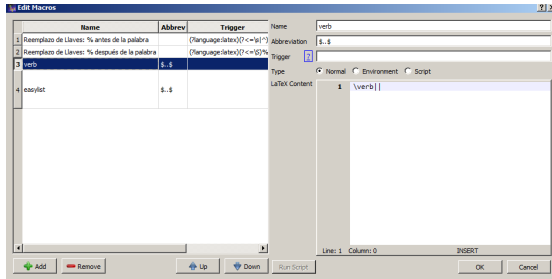 Edit Macros
Name Abbrev Trigger
1 Reemplazo de Llaves: % antes de la palabra (?language:latex)(?<=\s|^)
2 Reemplazo de Llaves: % después de la palabra (?language:latex)(?<=\S)%
3 verb $..$
4 easylist $..$
Add Remove Up Down
Name verb
Abbreviation $..$
Trigger ?
Type Normal Environment Script
LaTeX Content 1 \verb||
Line: 1 Column: 0 INSERT
Run Script OK Cancel